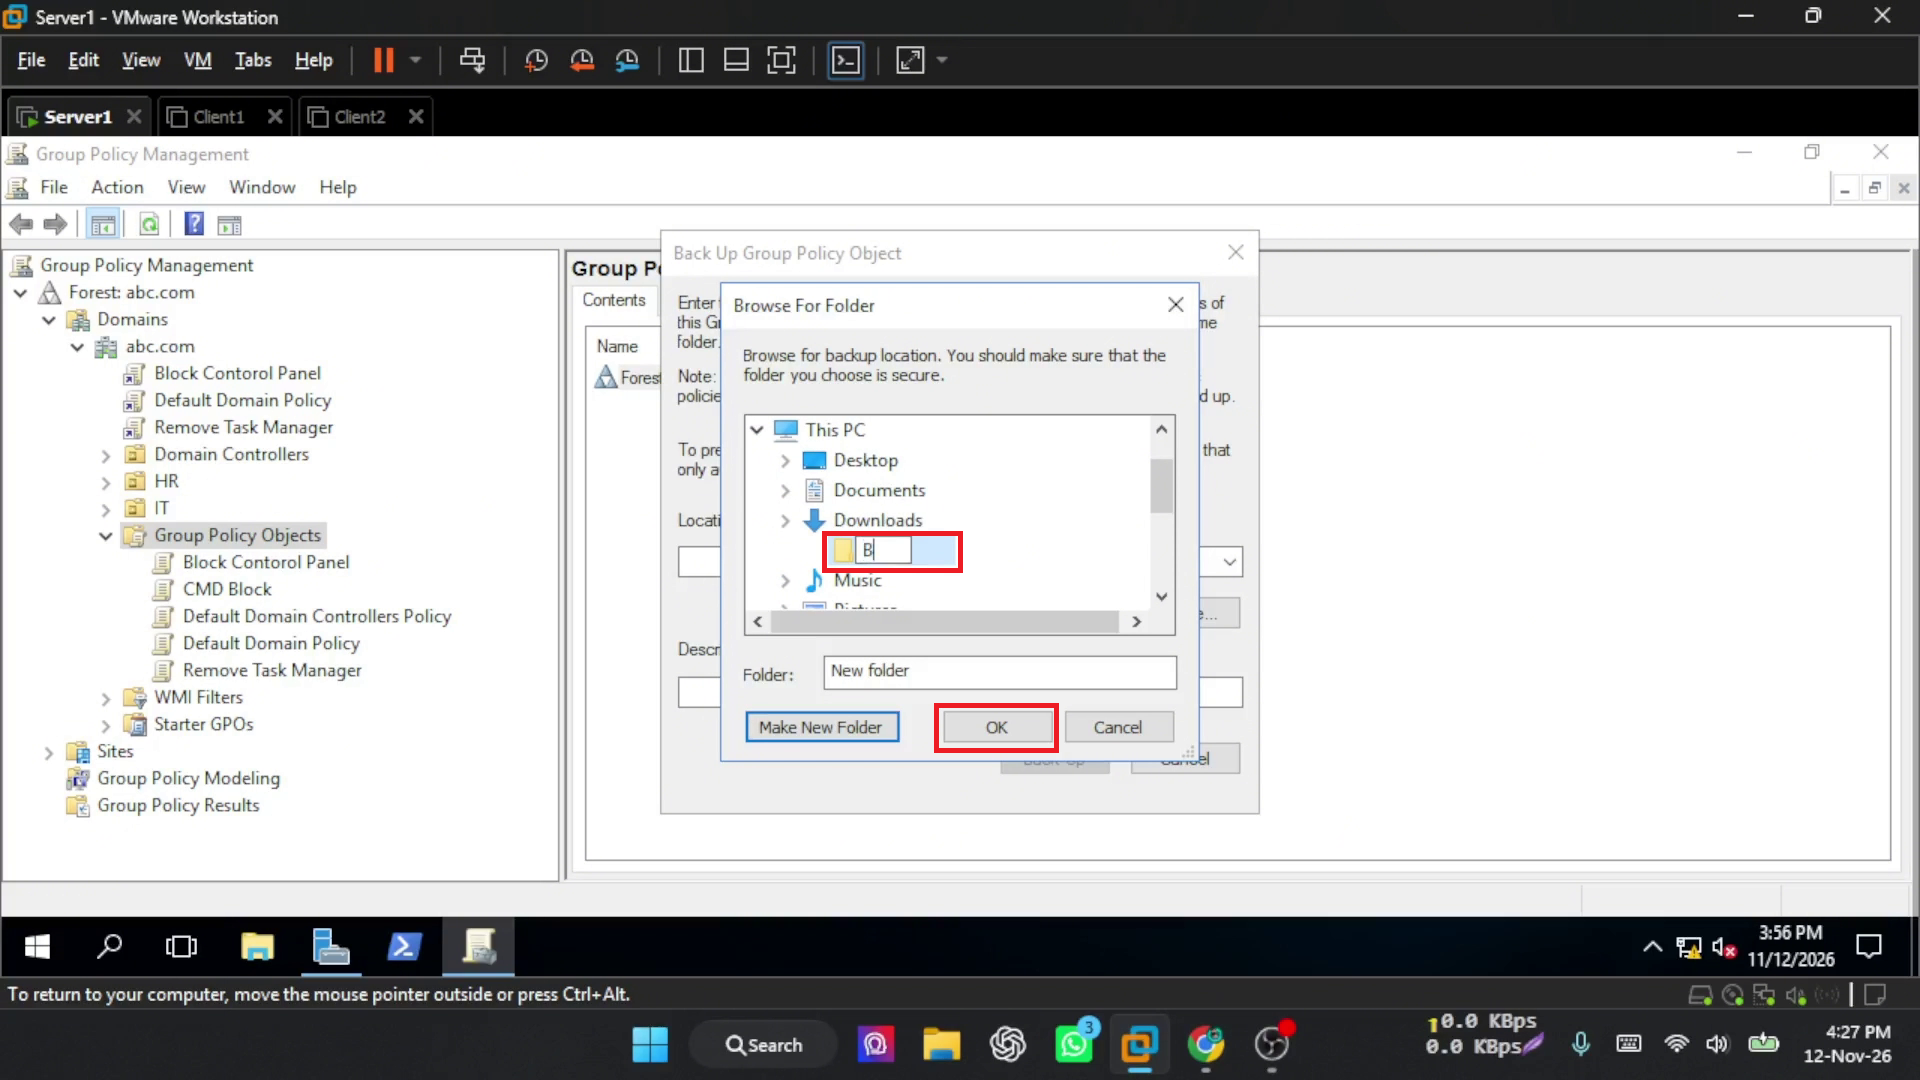 Server1 - VMware Workstation
File Edit View VM Tabs Help
Server1 Client1 Client2
Group Policy Management
File Action View Window Help
Group Policy Management
Forest: abc.com
Domains
abc.com
Block Contorol Panel
Default Domain Policy
Remove Task Manager
Domain Controllers
HR
IT
Group Policy Objects
Block Contorol Panel
CMD Block
Default Domain Controllers Policy
Default Domain Policy
Remove Task Manager
WMI Filters
Starter GPOs
Sites
Group Policy Modeling
Group Policy Results
Group Po
Contents
Name
Forest
Back Up Group Policy Object
Enter
this Gr
folder.
Note:
policie
d up.
To pre
that
only a
Locati
Descr
Cancel
Browse For Folder
Browse for backup location. You should make sure that the
folder you choose is secure.
This PC
Desktop
Documents
Downloads
B
Music
Pictures
Folder: New folder
Make New Folder OK Cancel
3:56 PM
11/12/2026
To return to your computer, move the mouse pointer outside or press Ctrl+Alt.
Search
3
0.0 KBps
0.0 KBps
4:27 PM
12-Nov-26